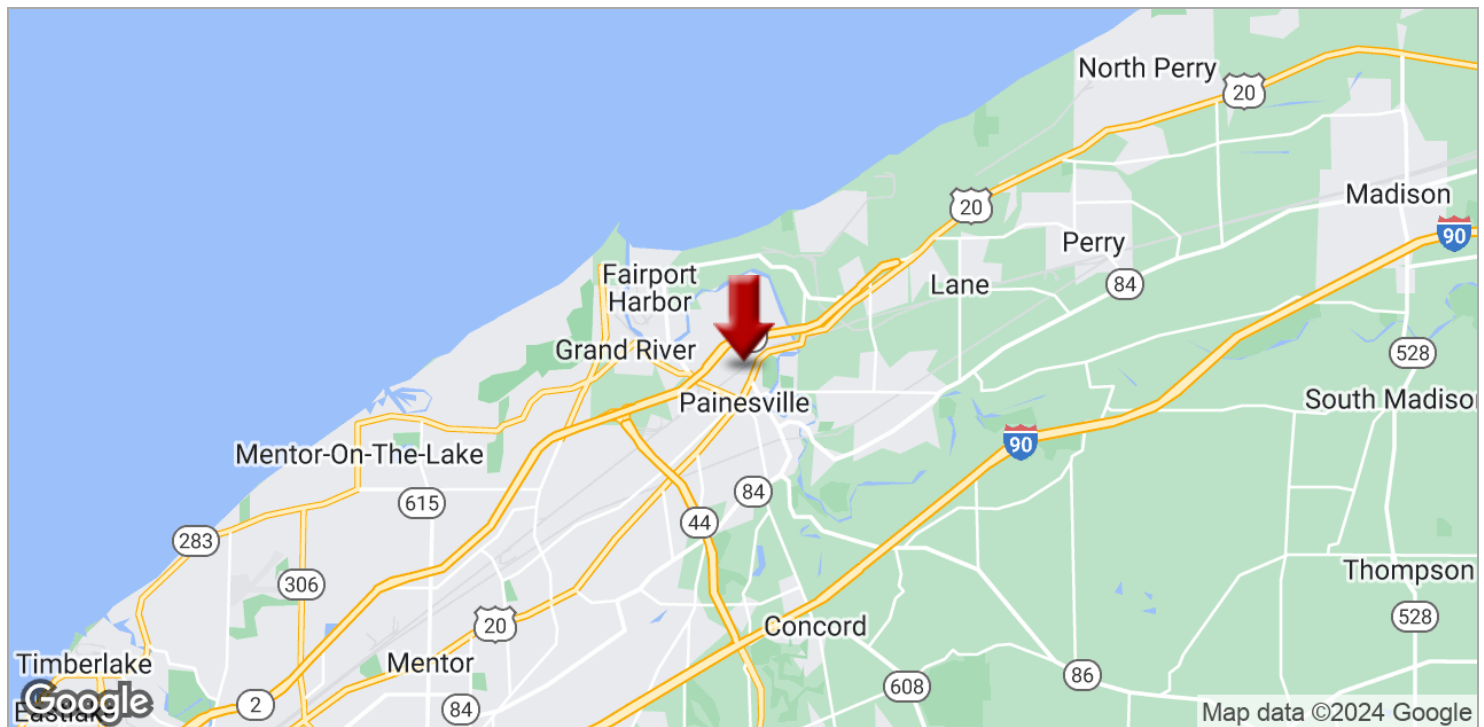 North Perry
20
Madison
20
90
Perry
Fairport
Harbor
Lane
84
Grand River
528
Painesville
South Madison
Mentor-On-The-Lake
90
615
84
44
283
306
Thompson
528
20
Concord
Timberlake
Mentor
86
608
Google
Eastlake
2
84
Map data ©2024 Google